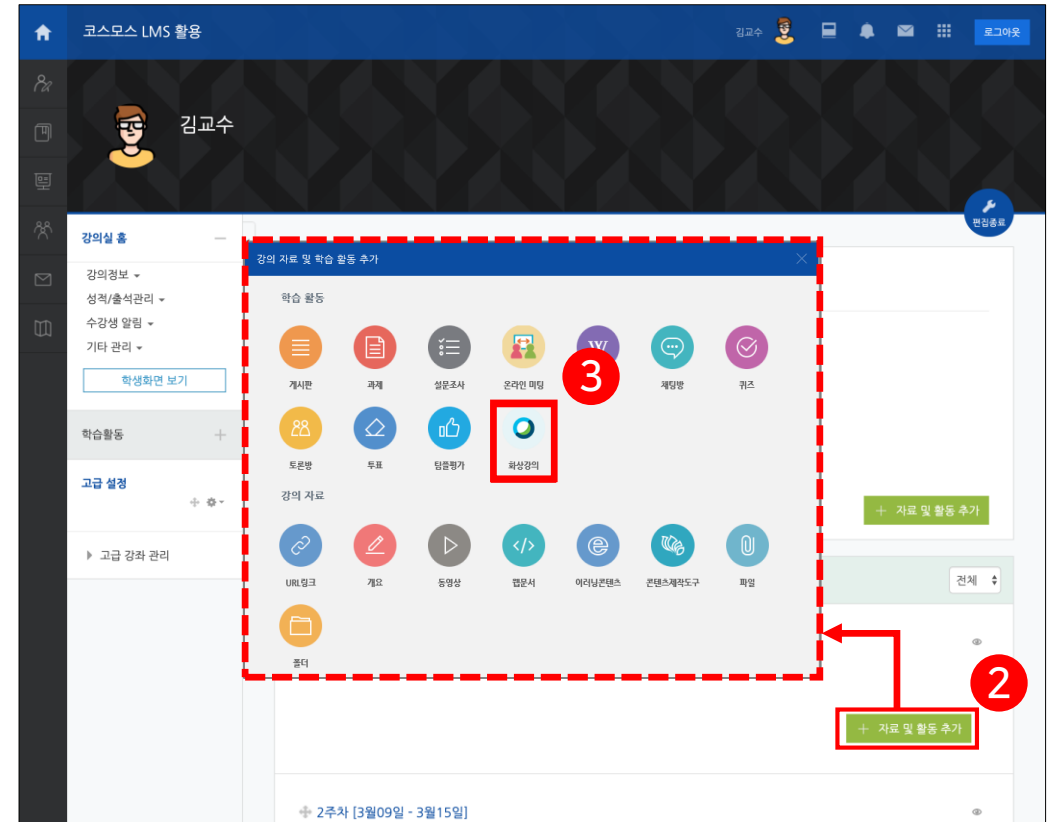 코스모스 LMS 활용
김교수
로그아웃
김교수
편집종료
강의실 홈
강의정보
성적/출석관리
수강생 알림
기타 관리
학생화면 보기
학습활동
고급 설정
고급 강좌 관리
강의 자료 및 학습 활동 추가
학습 활동
게시판 과제 설문조사 온라인 미팅 채팅방 퀴즈
W
3
토론방 투표 팀플평가 화상강의
강의 자료
URL링크 개요 동영상 웹문서 이러닝콘텐츠 콘텐츠제작도구 파일
폴더
+ 자료 및 활동 추가
전체
2
+ 자료 및 활동 추가
2주차 [3월09일 - 3월15일]